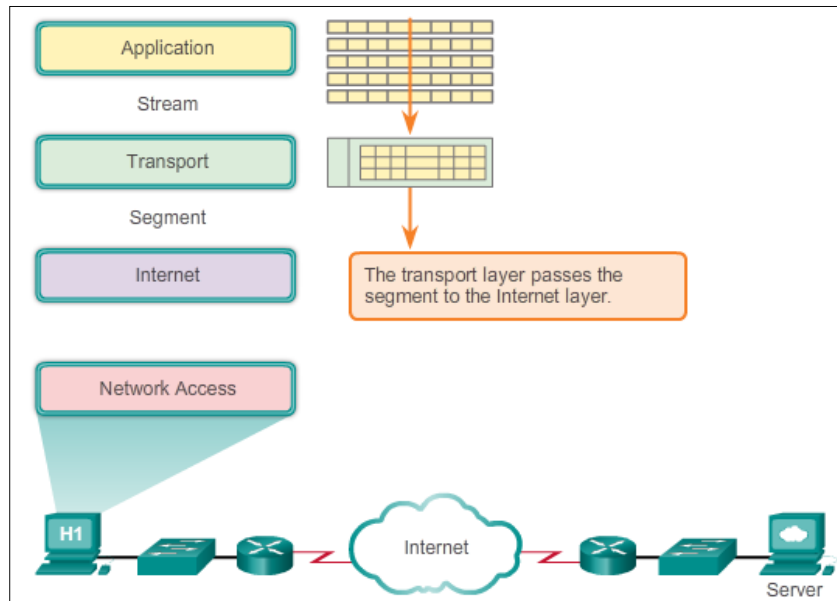 Application
Stream
Transport
Segment
Internet
The transport layer passes the
segment to the Internet layer.
Network Access
H1
Internet
Server